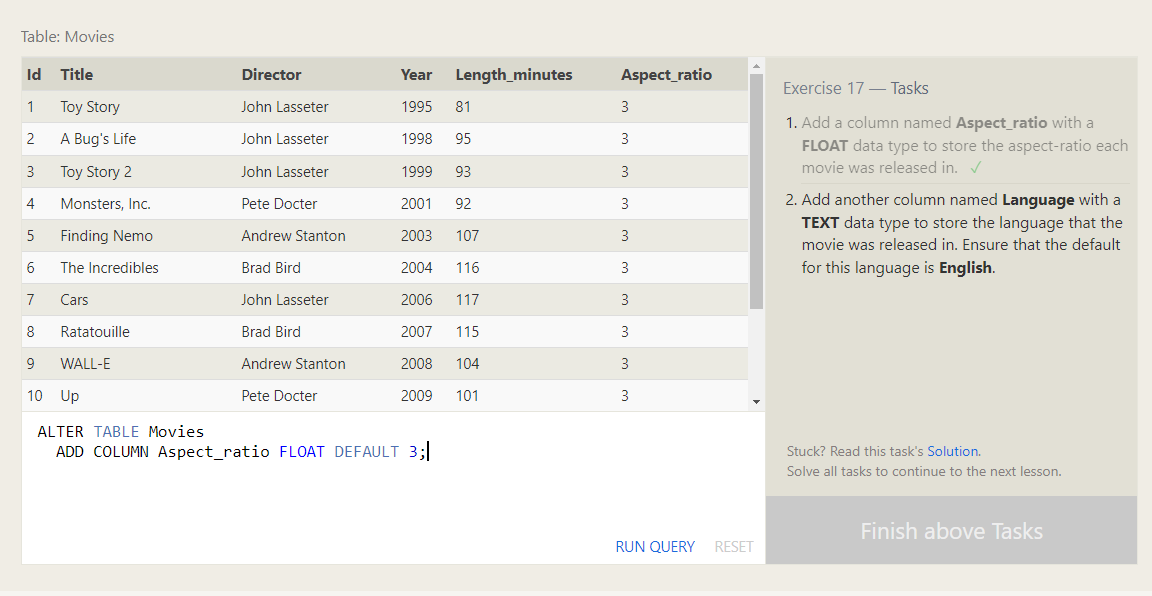 Table: Movies
Id Title Director Year Length_minutes Aspect_ratio
1 Toy Story John Lasseter 1995 81 3
2 A Bug's Life John Lasseter 1998 95 3
3 Toy Story 2 John Lasseter 1999 93 3
4 Monsters, Inc. Pete Docter 2001 92 3
5 Finding Nemo Andrew Stanton 2003 107 3
6 The Incredibles Brad Bird 2004 116 3
7 Cars John Lasseter 2006 117 3
8 Ratatouille Brad Bird 2007 115 3
9 WALL-E Andrew Stanton 2008 104 3
10 Up Pete Docter 2009 101 3
ALTER TABLE Movies
ADD COLUMN Aspect_ratio FLOAT DEFAULT 3;
RUN QUERY RESET
Exercise 17 — Tasks
1. Add a column named Aspect_ratio with a
FLOAT data type to store the aspect-ratio each
movie was released in. ✓
2. Add another column named Language with a
TEXT data type to store the language that the
movie was released in. Ensure that the default
for this language is English.
Stuck? Read this task's Solution.
Solve all tasks to continue to the next lesson.
Finish above Tasks